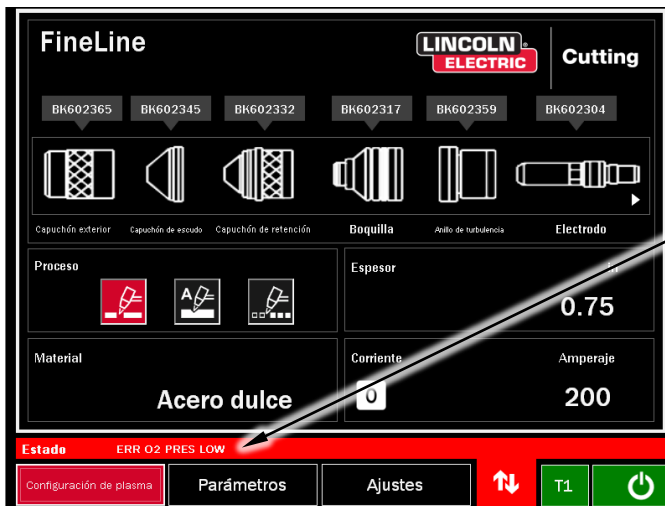 FineLine
LINCOLN
ELECTRIC
Cutting
BK602365 BK602345 BK602332 BK602317 BK602359 BK602304
Capuchón exterior Capuchón de escudo Capuchón de retención Boquilla Anillo de turbulencia Electrodo
Proceso
A
Espesor
0.75
Material
Acero dulce
Corriente Amperaje
O 200
Estado ERR O2 PRES LOW
Configuración de plasma Parámetros Ajustes T1